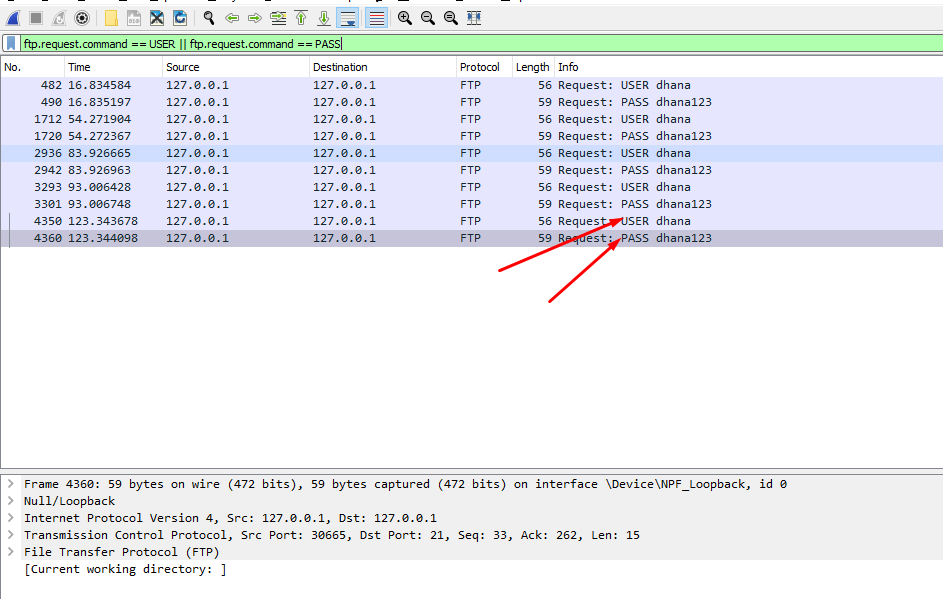 ftp.request.command == USER || ftp.request.command == PASS
No. Time Source Destination Protocol Length Info
482 16.834584 127.0.0.1 127.0.0.1 FTP 56 Request: USER dhana
490 16.835197 127.0.0.1 127.0.0.1 FTP 59 Request: PASS dhana123
1712 54.271904 127.0.0.1 127.0.0.1 FTP 56 Request: USER dhana
1720 54.272367 127.0.0.1 127.0.0.1 FTP 59 Request: PASS dhana123
2936 83.926665 127.0.0.1 127.0.0.1 FTP 56 Request: USER dhana
2942 83.926963 127.0.0.1 127.0.0.1 FTP 59 Request: PASS dhana123
3293 93.006428 127.0.0.1 127.0.0.1 FTP 56 Request: USER dhana
3301 93.006748 127.0.0.1 127.0.0.1 FTP 59 Request: PASS dhana123
4350 123.343678 127.0.0.1 127.0.0.1 FTP 56 Request: USER dhana
4360 123.344098 127.0.0.1 127.0.0.1 FTP 59 Request: PASS dhana123
Frame 4360: 59 bytes on wire (472 bits), 59 bytes captured (472 bits) on interface \Device\NPF_Loopback, id 0
Null/Loopback
Internet Protocol Version 4, Src: 127.0.0.1, Dst: 127.0.0.1
Transmission Control Protocol, Src Port: 30665, Dst Port: 21, Seq: 33, Ack: 262, Len: 15
File Transfer Protocol (FTP)
[Current working directory: ]